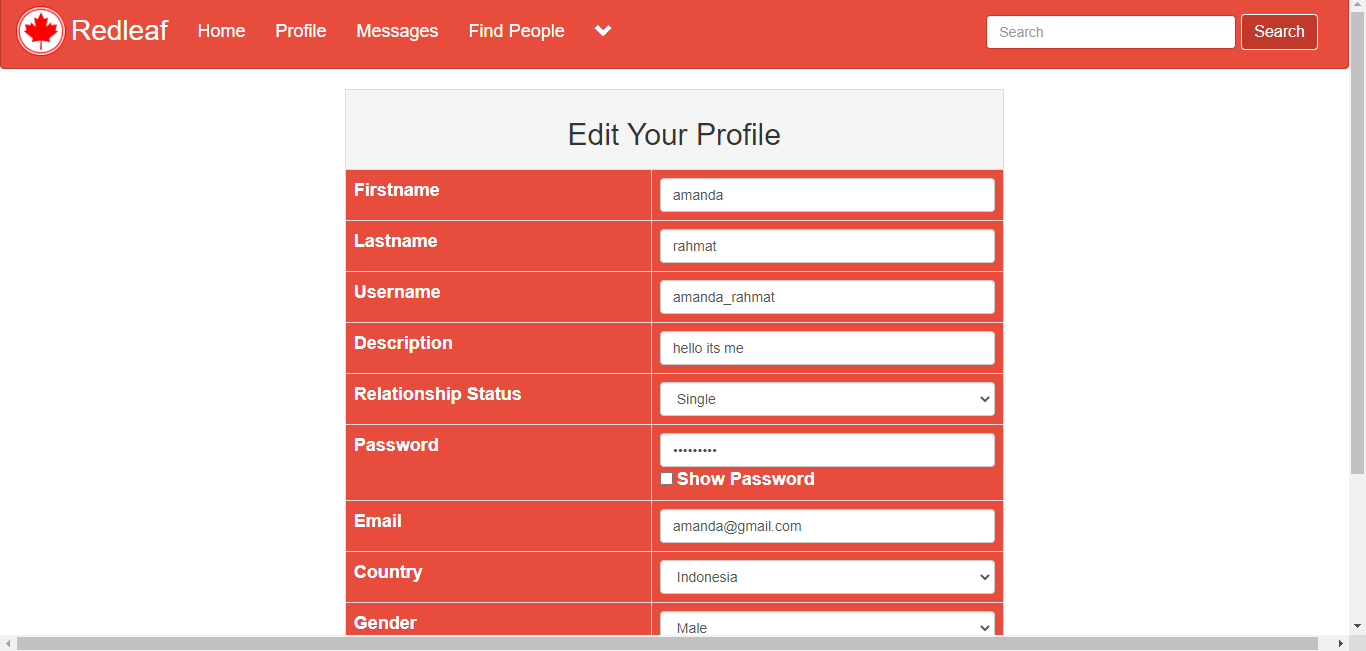 Redleaf Home Profile Messages Find People Search Search
Edit Your Profile
Firstname amanda
Lastname rahmat
Username amanda_rahmat
Description hello its me
Relationship Status Single
Password •••••••••
Show Password
Email amanda@gmail.com
Country Indonesia
Gender Male